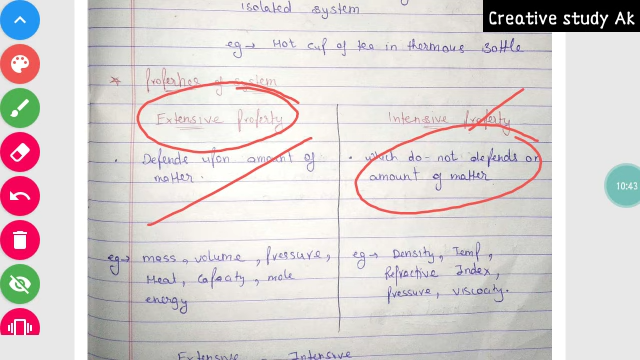 Creative study Ak
Isolated system
eg → Hot cup of tea in thermous bottle
* Properties of system
Extensive Property
Intensive Property
• Depends upon amount of
matter.
• which do-not depends on
amount of matter
eg → mass, volume, pressure,
Heat, capacity, mole
energy
eg → Density, Temp,
Refractive Index,
pressure, viscocity.
10:43
Extensive Intensive